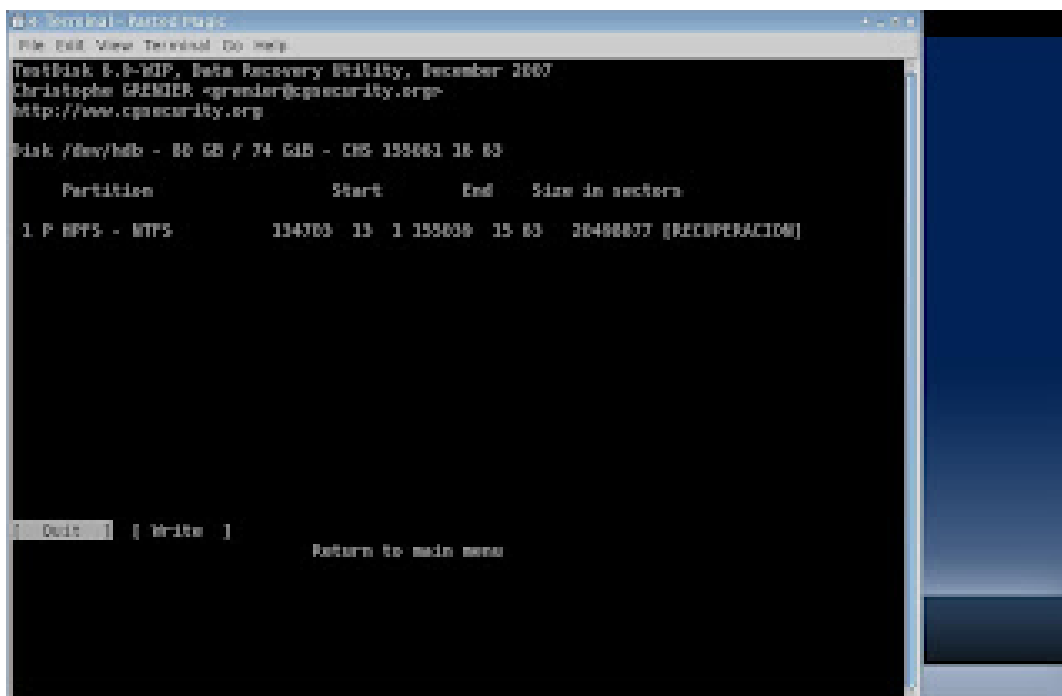 Terminal - Parted Magic
File Edit View Terminal Go Help
TestDisk 6.9-WIP, Data Recovery Utility, December 2007
Christophe GRENIER <grenier@cgsecurity.org>
http://www.cgsecurity.org
Disk /dev/hdb - 80 GB / 74 GiB - CHS 155061 16 63
Partition Start End Size in sectors
1 P HPFS - NTFS 134703 13 1 155039 15 63 [RECUPERACION]
[ Quit ] [ Write ]
Return to main menu